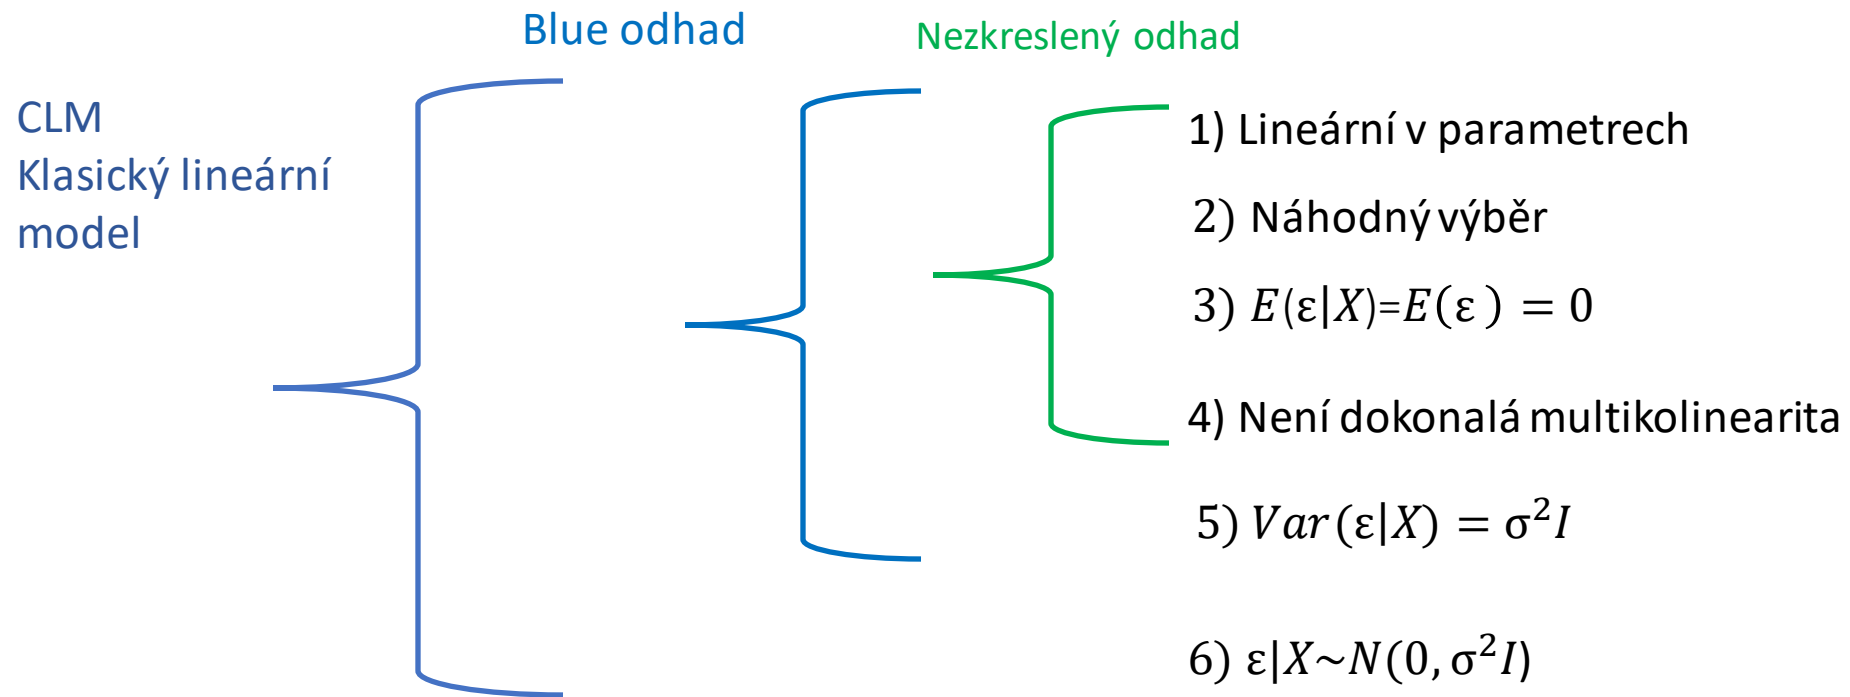 Blue odhad
Nezkreslený odhad
CLM
Klasický lineární
model
1) Lineární v parametrech
2) Náhodný výběr
3) E(ε|X)=E(ε ) = 0
4) Není dokonalá multikolinearita
5) Var(ε|X) = σ²I
6) ε|X~N(0, σ²I)